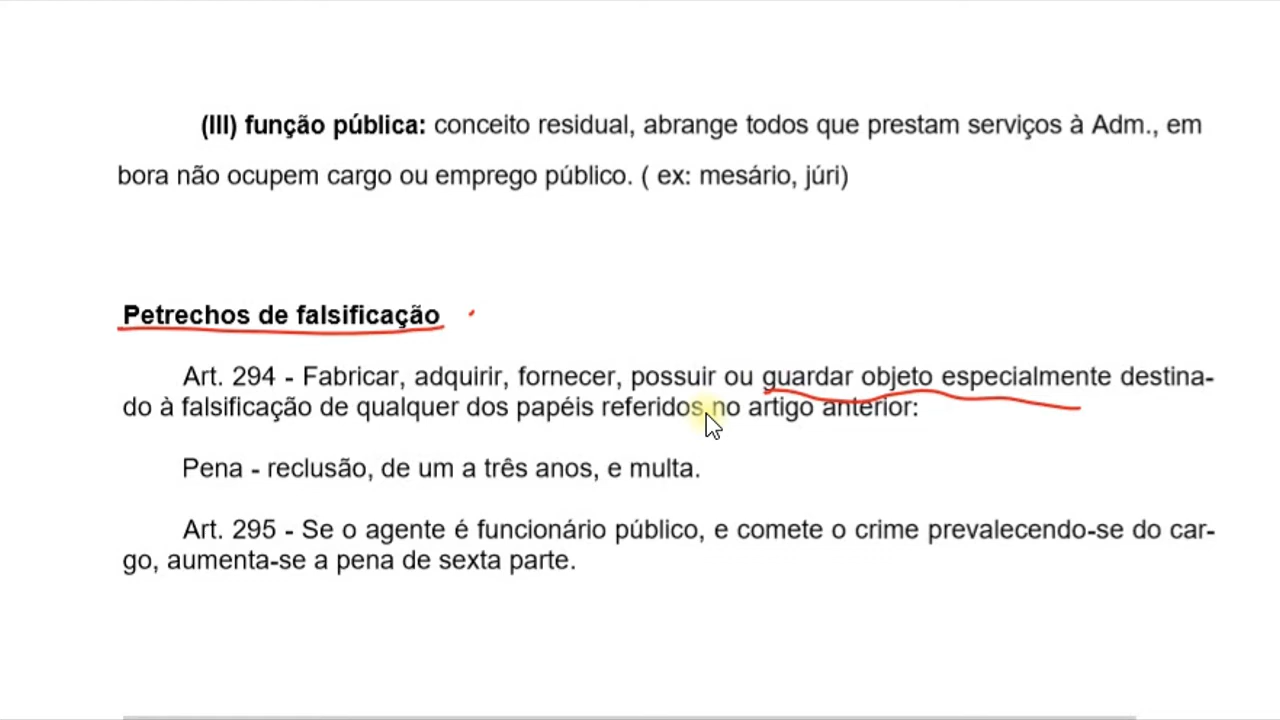 (III) função pública: conceito residual, abrange todos que prestam serviços à Adm., em
bora não ocupem cargo ou emprego público. ( ex: mesário, júri)
Petrechos de falsificação
Art. 294 - Fabricar, adquirir, fornecer, possuir ou guardar objeto especialmente destina-
do à falsificação de qualquer dos papéis referidos no artigo anterior:
Pena - reclusão, de um a três anos, e multa.
Art. 295 - Se o agente é funcionário público, e comete o crime prevalecendo-se do car-
go, aumenta-se a pena de sexta parte.